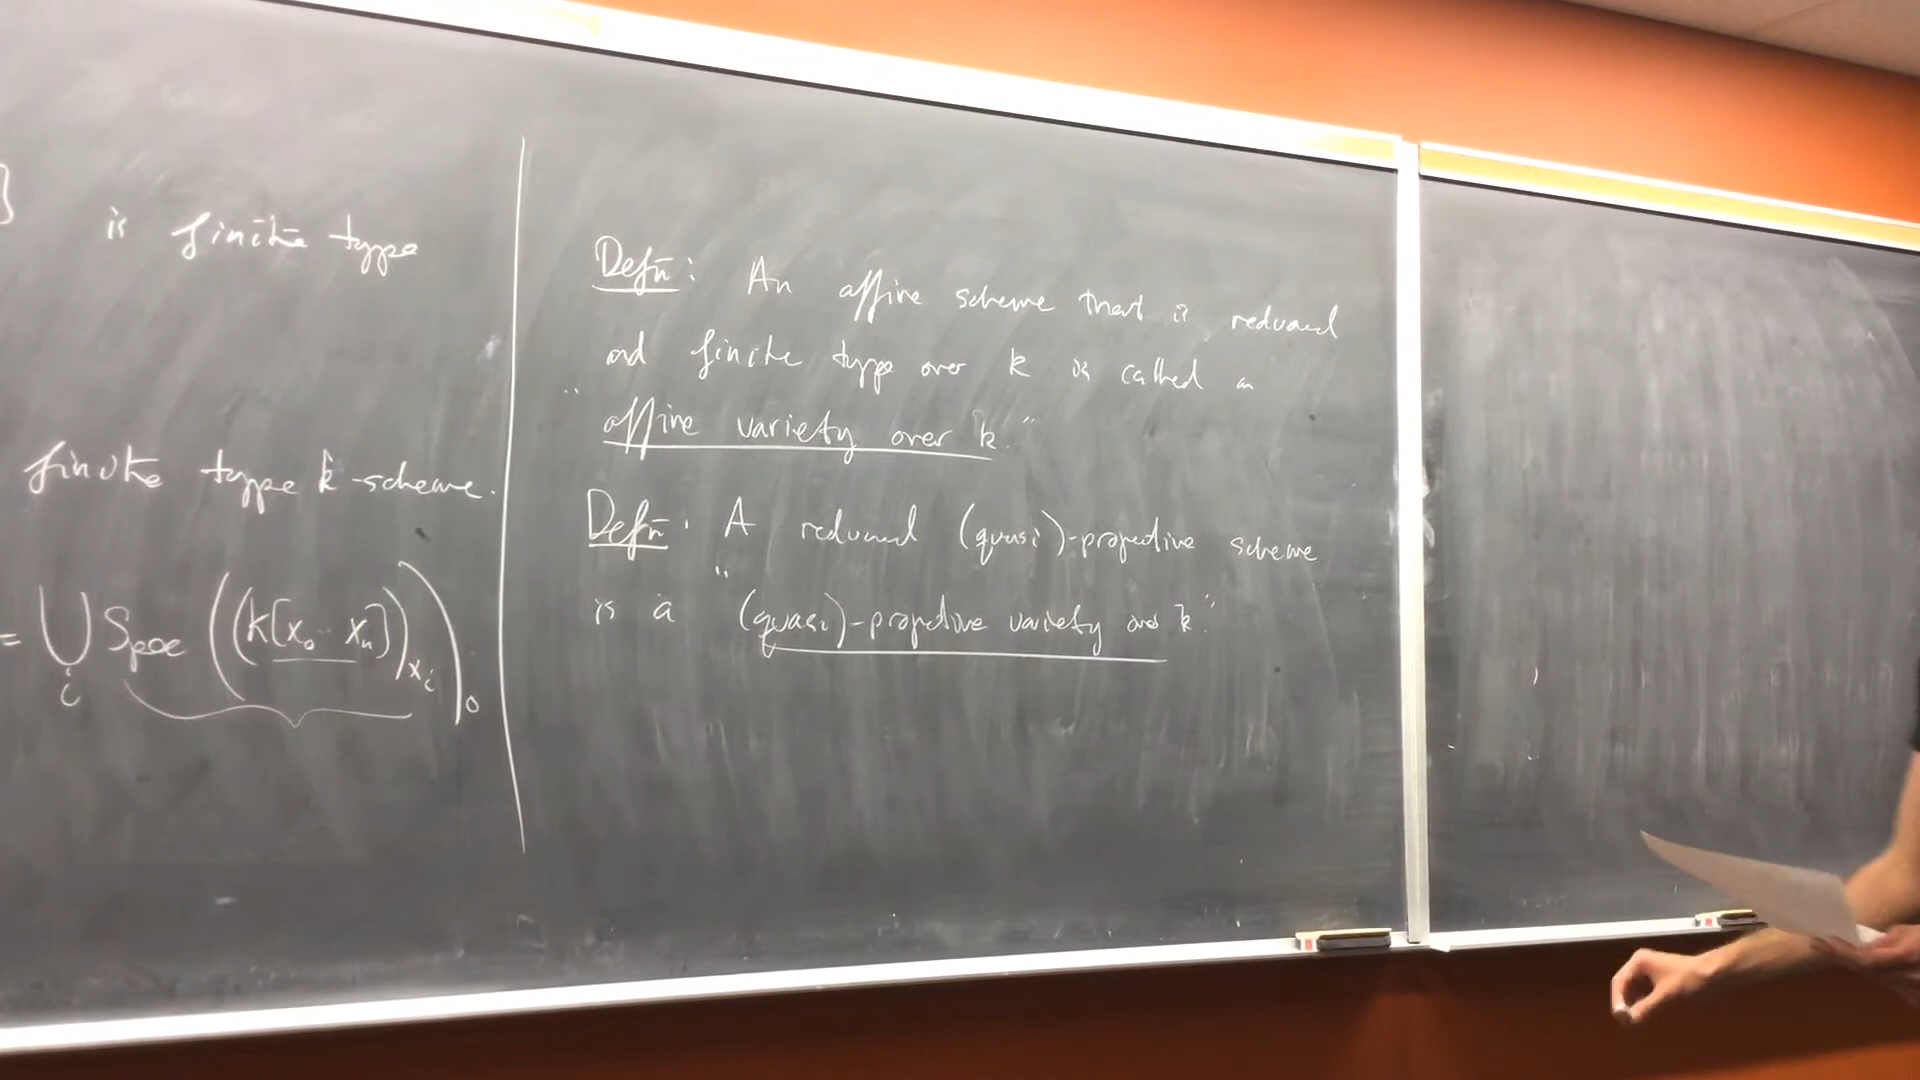 ] is finite type
finite type k-scheme.
= ⋃ᵢ Spec ((k[x₀ ... xₙ])ₓᵢ)₀
Defn: An affine scheme that is reduced
and finite type over k is called an
"affine variety over k."
Defn: A reduced (quasi)-projective scheme
is a "(quasi)-projective variety over k."